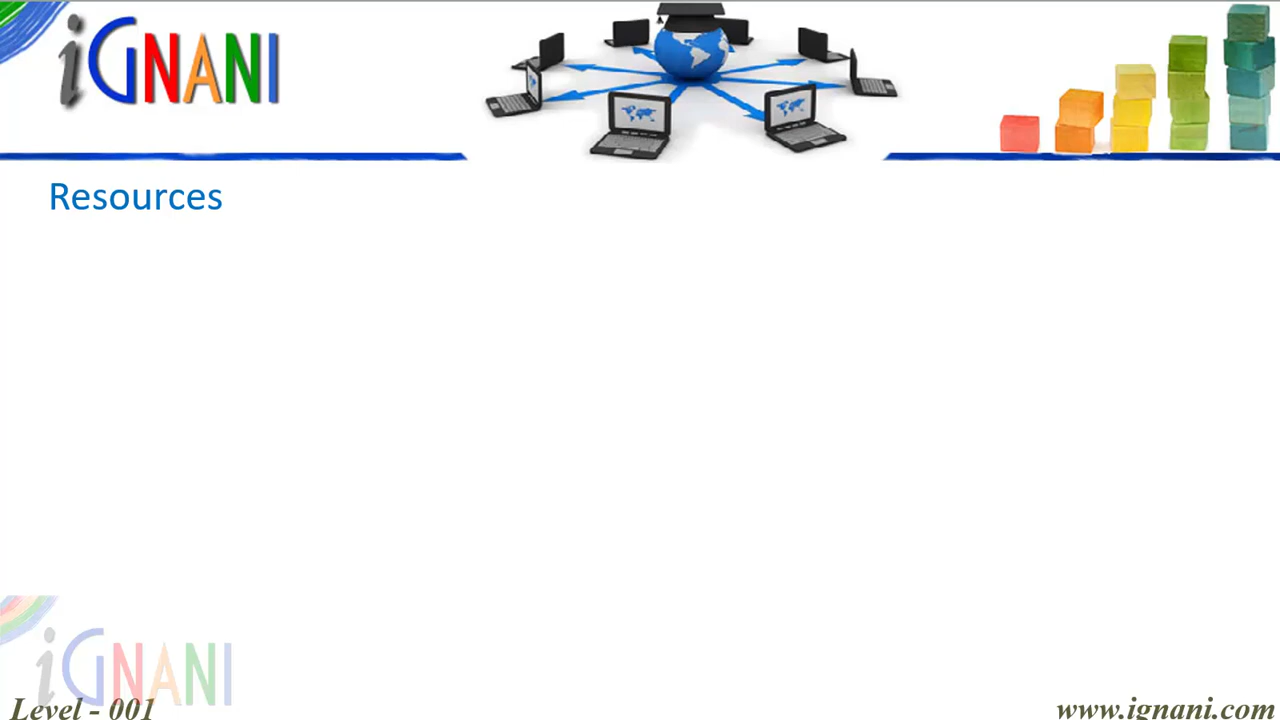 iGNANI
Resources
iGNANI
Level - 001
www.ignani.com